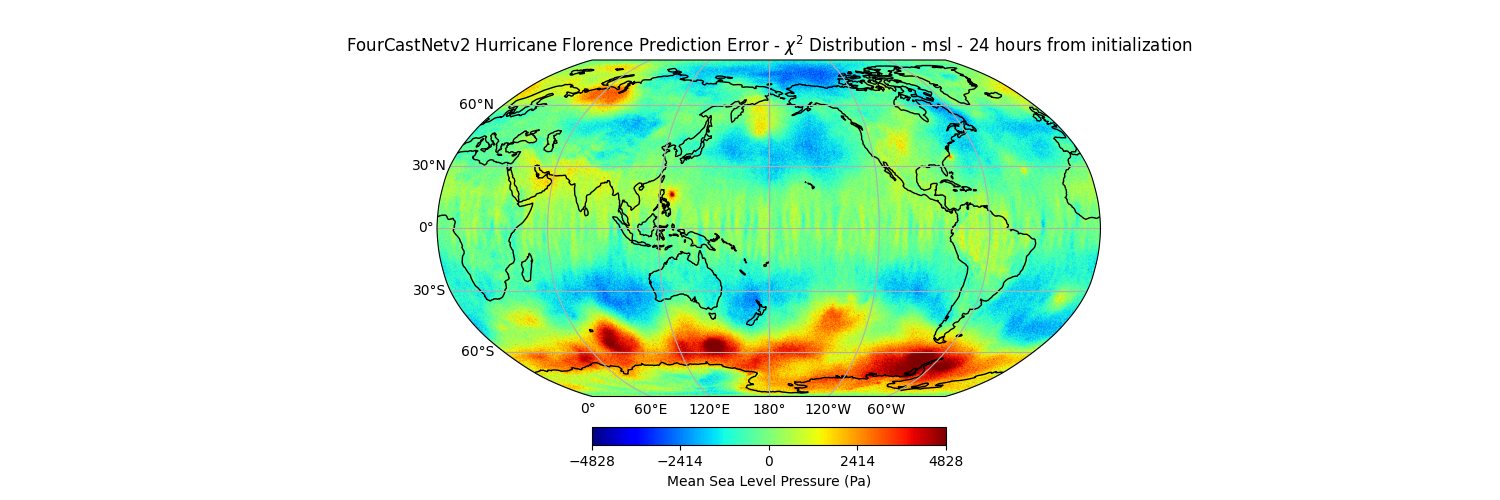 FourCastNetv2 Hurricane Florence Prediction Error - χ² Distribution - msl - 24 hours from initialization
60°N
30°N
0°
30°S
60°S
0° 60°E 120°E 180° 120°W 60°W
−4828 −2414 0 2414 4828
Mean Sea Level Pressure (Pa)